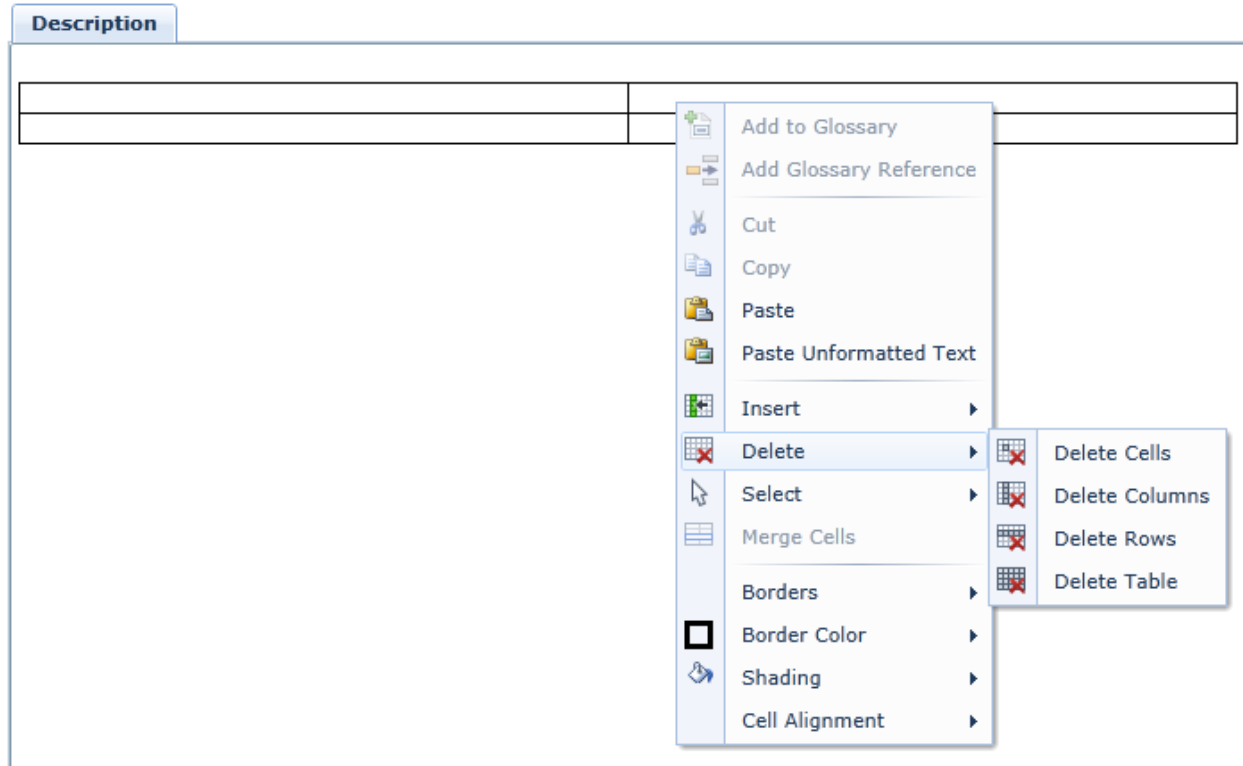 Description
Add to Glossary
Add Glossary Reference
Cut
Copy
Paste
Paste Unformatted Text
Insert
Delete
Select
Merge Cells
Borders
Border Color
Shading
Cell Alignment
Delete Cells
Delete Columns
Delete Rows
Delete Table